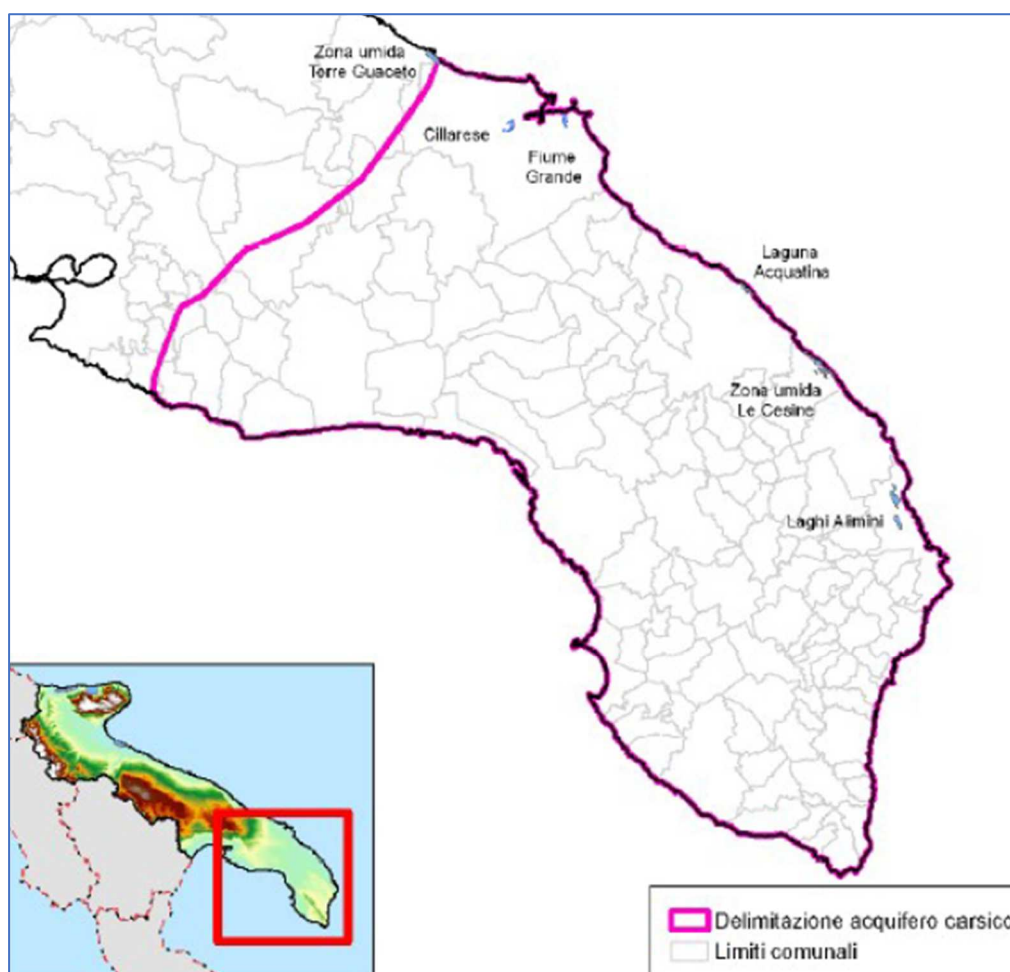 Zona umida
Torre Guaceto
Cillarese
Fiume
Grande
Laguna
Acquatina
Zona umida
Le Cesine
Laghi Alimini
Delimitazione acquifero carsico
Limiti comunali